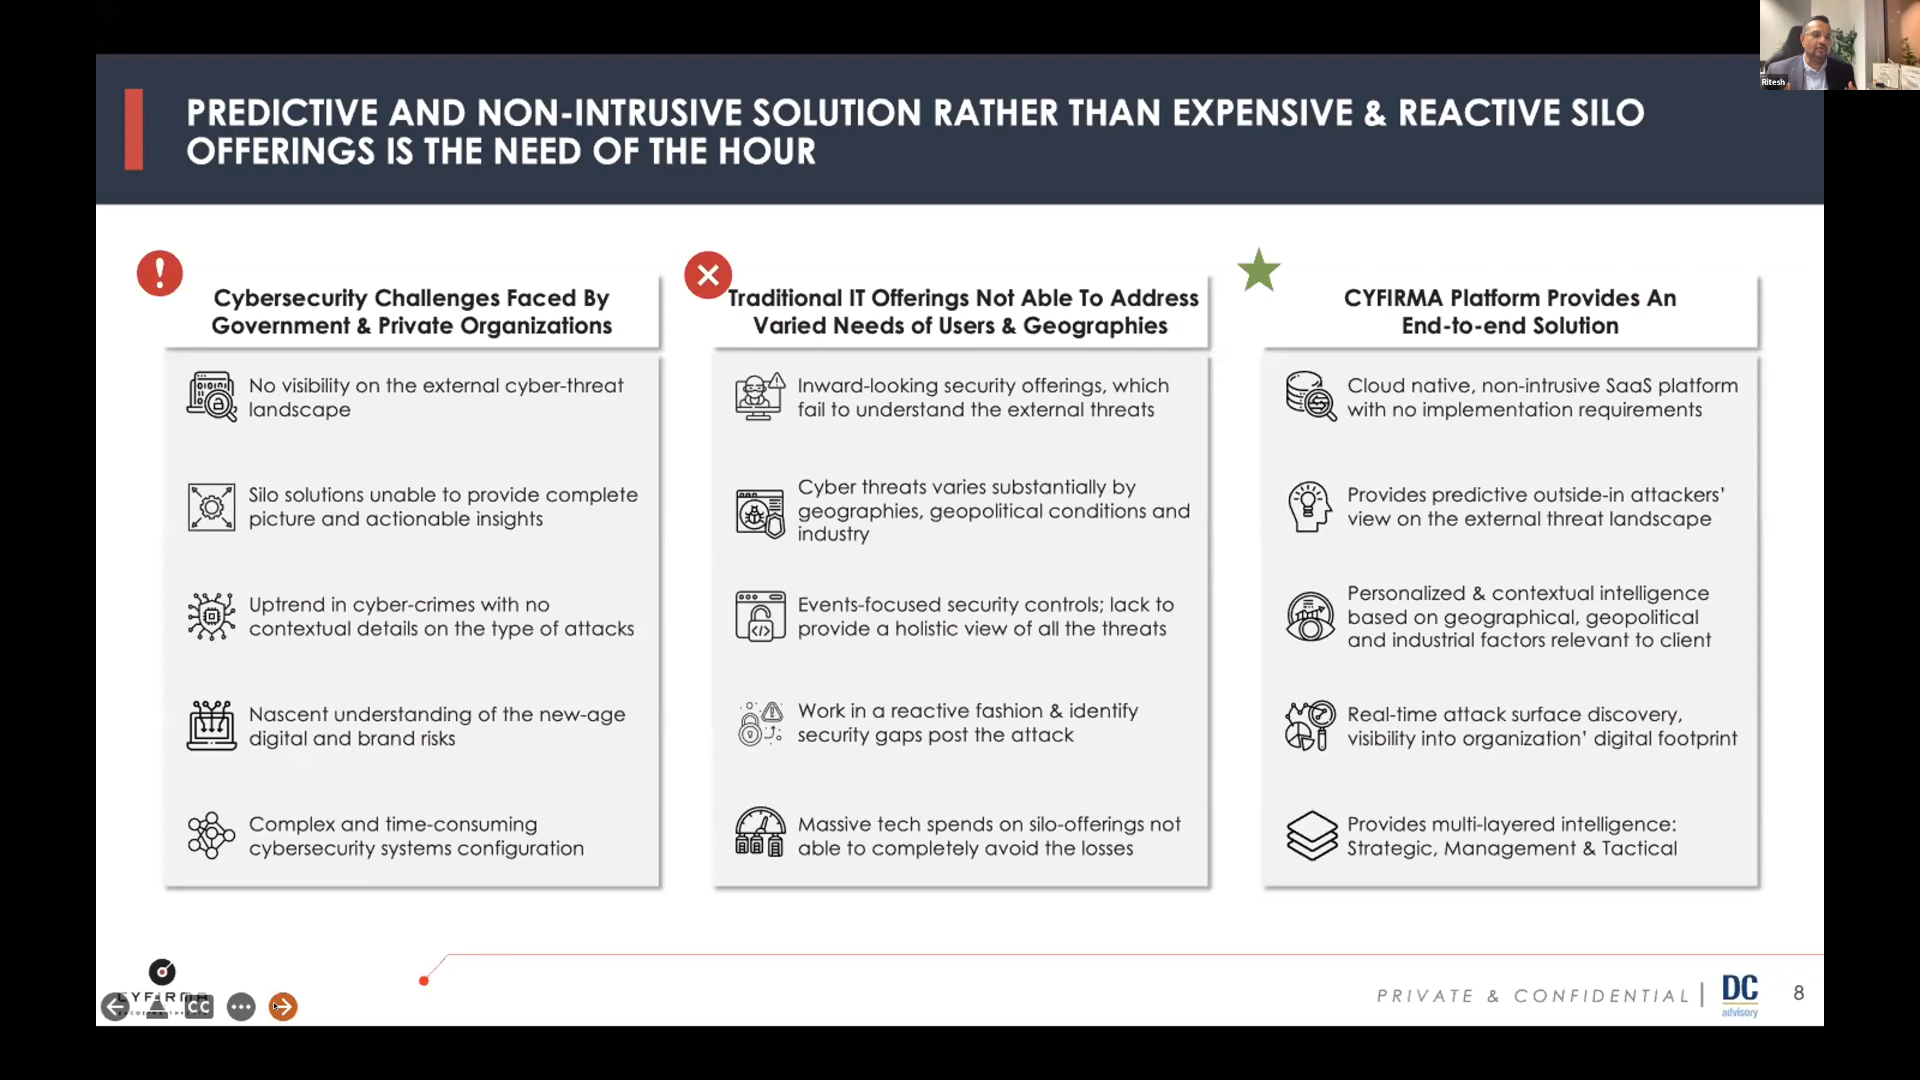 Ritesh
PREDICTIVE AND NON-INTRUSIVE SOLUTION RATHER THAN EXPENSIVE & REACTIVE SILO
OFFERINGS IS THE NEED OF THE HOUR
Cybersecurity Challenges Faced By
Government & Private Organizations
No visibility on the external cyber-threat
landscape
Silo solutions unable to provide complete
picture and actionable insights
Uptrend in cyber-crimes with no
contextual details on the type of attacks
Nascent understanding of the new-age
digital and brand risks
Complex and time-consuming
cybersecurity systems configuration
Traditional IT Offerings Not Able To Address
Varied Needs of Users & Geographies
Inward-looking security offerings, which
fail to understand the external threats
Cyber threats varies substantially by
geographies, geopolitical conditions and
industry
Events-focused security controls; lack to
provide a holistic view of all the threats
Work in a reactive fashion & identify
security gaps post the attack
Massive tech spends on silo-offerings not
able to completely avoid the losses
CYFIRMA Platform Provides An
End-to-end Solution
Cloud native, non-intrusive SaaS platform
with no implementation requirements
Provides predictive outside-in attackers’
view on the external threat landscape
Personalized & contextual intelligence
based on geographical, geopolitical
and industrial factors relevant to client
Real-time attack surface discovery,
visibility into organization’ digital footprint
Provides multi-layered intelligence:
Strategic, Management & Tactical
CYFIRMA
CC
PRIVATE & CONFIDENTIAL
DC
advisory
8